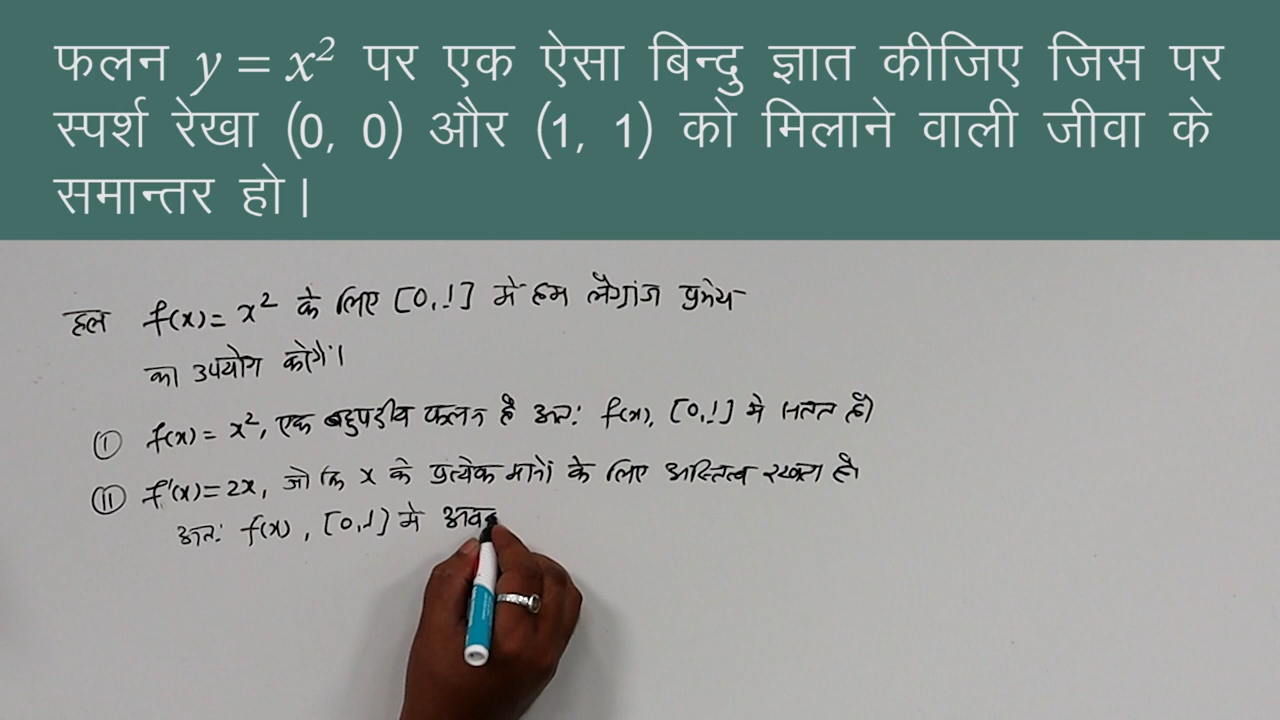 फलन y = x² पर एक ऐसा बिन्दु ज्ञात कीजिए जिस पर
स्पर्श रेखा (0, 0) और (1, 1) को मिलाने वाली जीवा के
समान्तर हो।
हल f(x) = x² के लिए [0,1] में हम लैग्रांज प्रमेय
का उपयोग करेंगे।
(I) f(x) = x², एक बहुपदीय फलन है अतः f(x), [0,1] मे सतत है।
(II) f'(x) = 2x, जो कि x के प्रत्येक मानों के लिए अस्तित्व रखता है।
अतः f(x), [0,1] मे अव